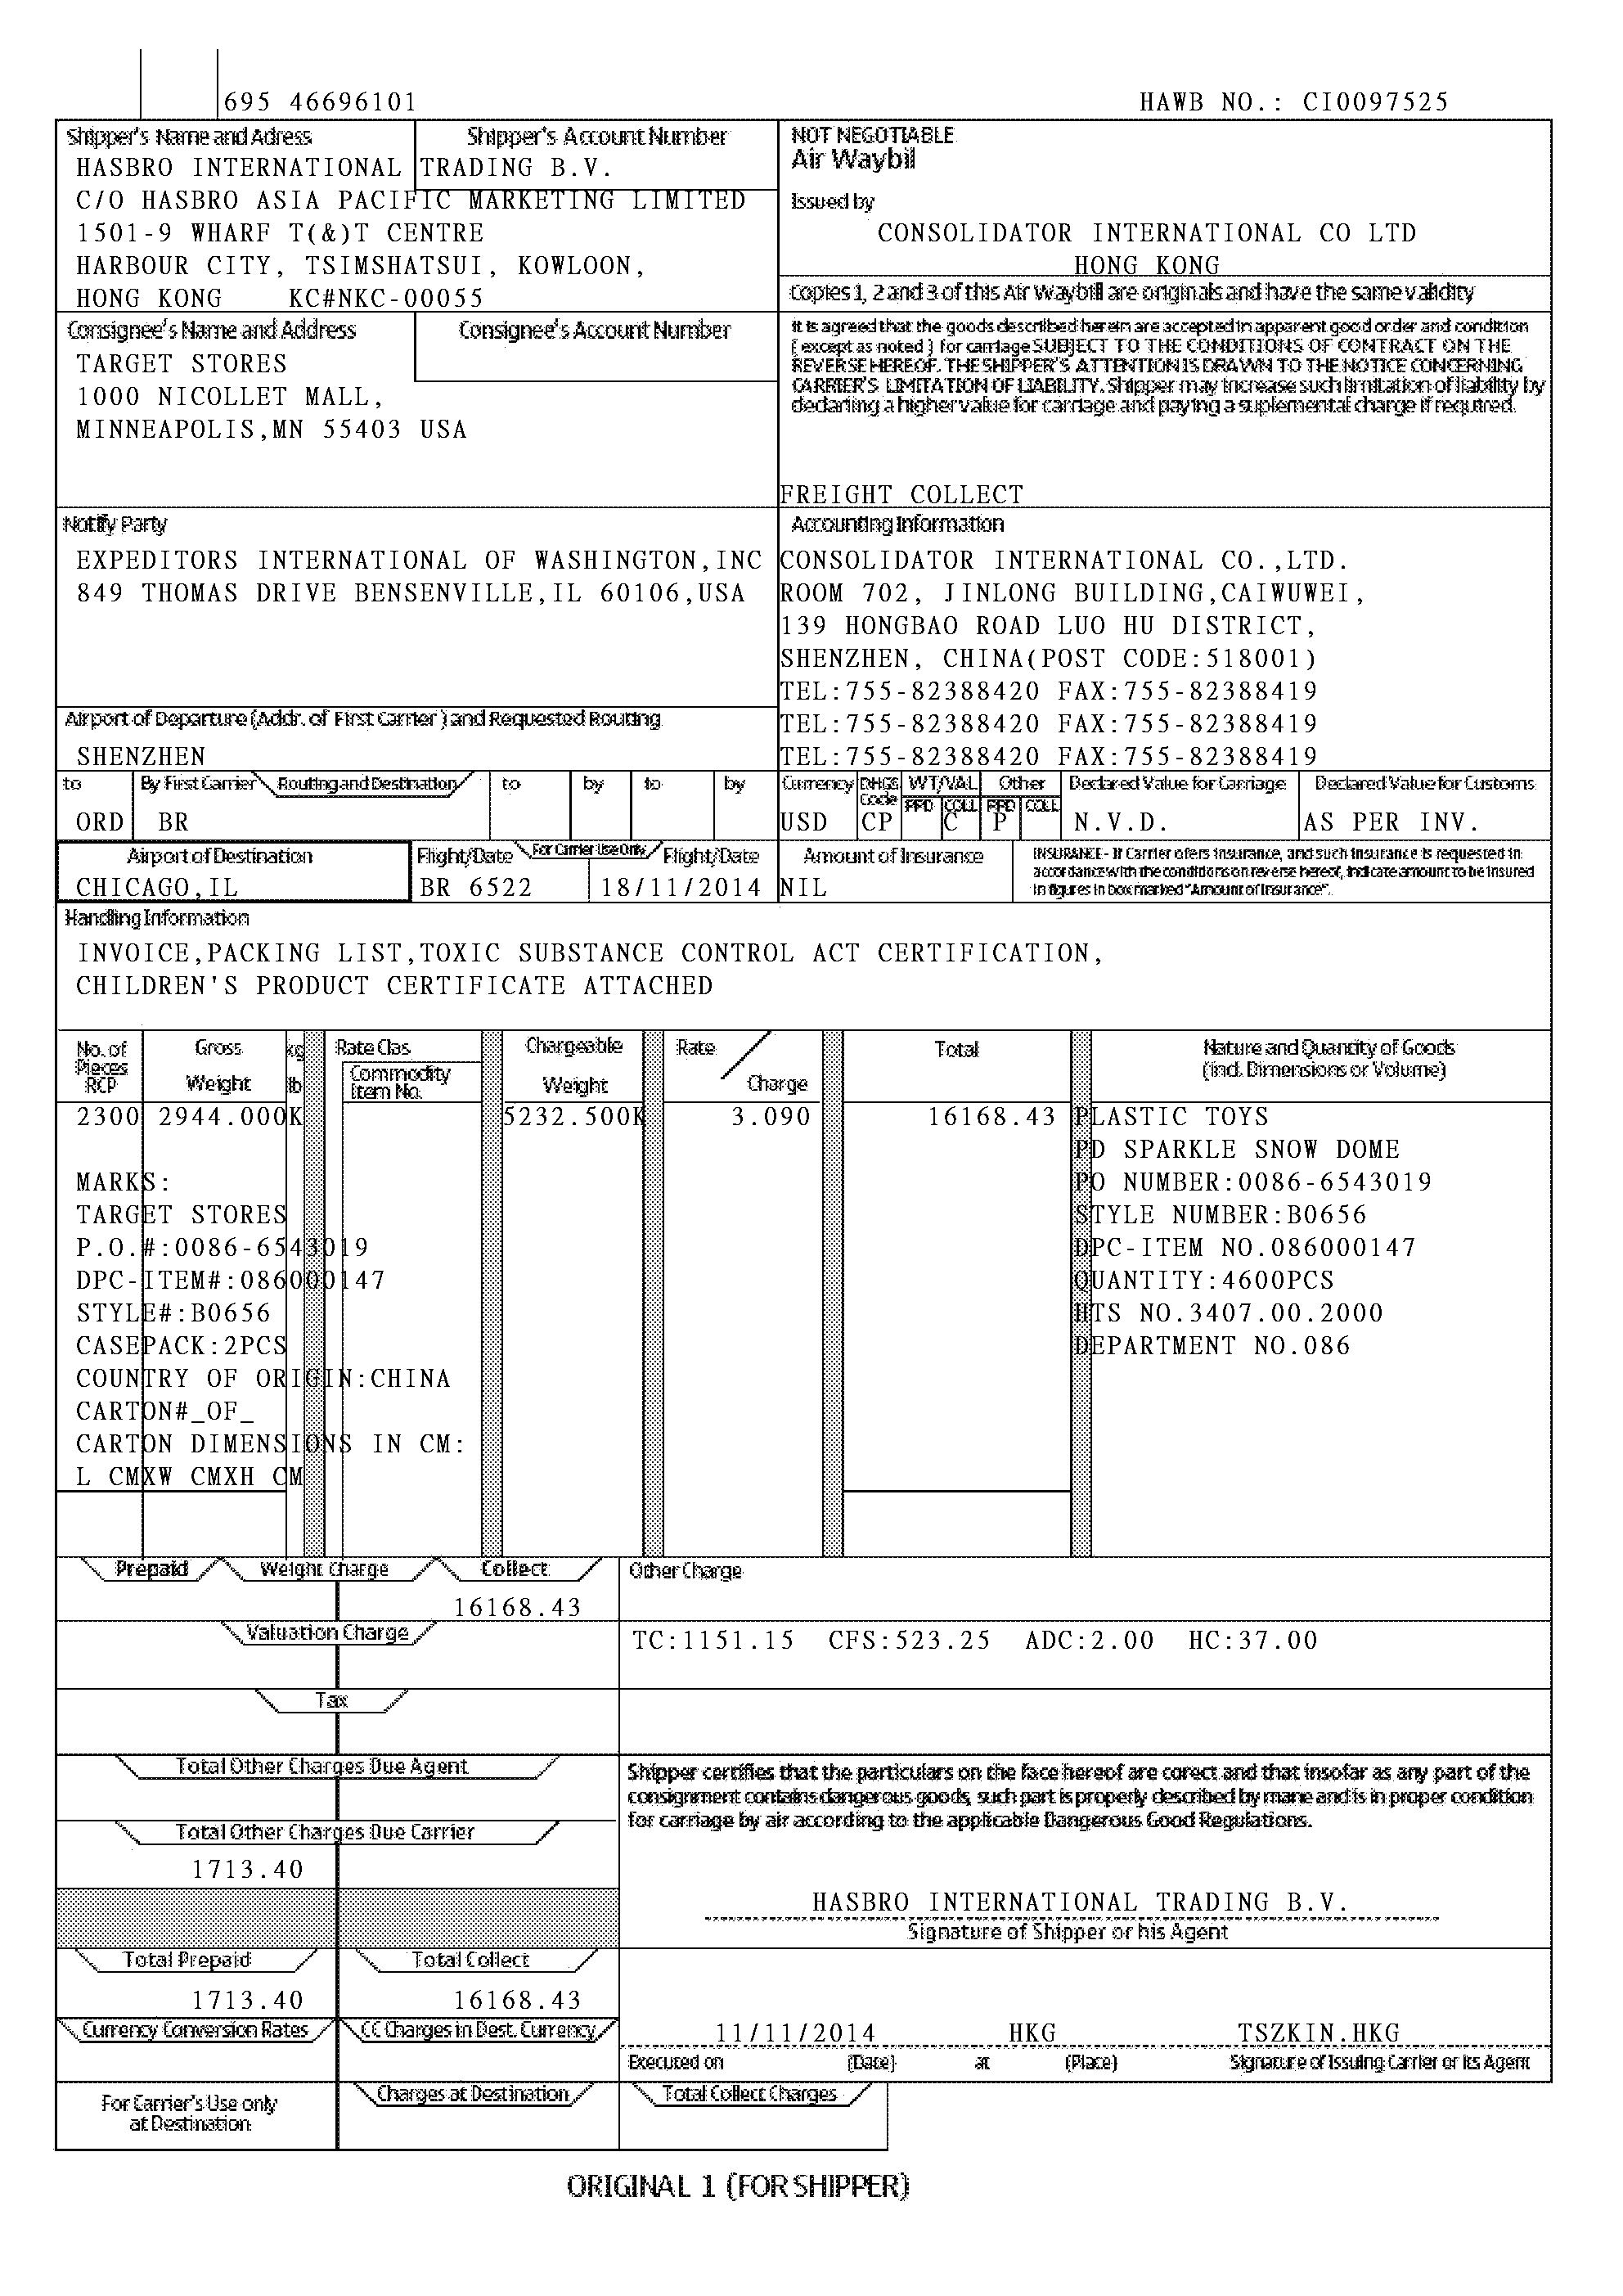 695 46696101 HAWB NO.: CI0097525
Shipper's Name and Adress Shipper's Account Number
HASBRO INTERNATIONAL TRADING B.V.
C/O HASBRO ASIA PACIFIC MARKETING LIMITED
1501-9 WHARF T(&)T CENTRE
HARBOUR CITY, TSIMSHATSUI, KOWLOON,
HONG KONG KC#NKC-00055
NOT NEGOTIABLE
Air Waybil
Issued by
CONSOLIDATOR INTERNATIONAL CO LTD
HONG KONG
Copies 1, 2 and 3 of this Air Waybill are originals and have the same validity
Consignee's Name and Address Consignee's Account Number
TARGET STORES
1000 NICOLLET MALL,
MINNEAPOLIS,MN 55403 USA
It is agreed that the goods described herein are accepted in apparent good order and condition
( except as noted ) for carriage SUBJECT TO THE CONDITIONS OF CONTRACT ON THE
REVERSE HEREOF. THE SHIPPER'S ATTENTION IS DRAWN TO THE NOTICE CONCERNING
CARRIER'S LIMITATION OF LIABILITY. Shipper may increase such limitation of liability by
declaring a higher value for carriage and paying a suplemental charge if required.
FREIGHT COLLECT
Notify Party
EXPEDITORS INTERNATIONAL OF WASHINGTON,INC
849 THOMAS DRIVE BENSENVILLE,IL 60106,USA
Accounting Information
CONSOLIDATOR INTERNATIONAL CO.,LTD.
ROOM 702, JINLONG BUILDING,CAIWUWEI,
139 HONGBAO ROAD LUO HU DISTRICT,
SHENZHEN, CHINA(POST CODE:518001)
TEL:755-82388420 FAX:755-82388419
TEL:755-82388420 FAX:755-82388419
TEL:755-82388420 FAX:755-82388419
Airport of Departure (Addr. of First Carrier ) and Requested Routing
SHENZHEN
to By First Carrier Routing and Destination to by to by Currency CHGS Code WT/VAL Other Declared Value for Carriage Declared Value for Customs
PPD COLL PPD COLL
ORD BR USD CP C P N.V.D. AS PER INV.
Airport of Destination Flight/Date For Carrier Use Only Flight/Date Amount of Insurance
CHICAGO,IL BR 6522 18/11/2014 NIL
INSURANCE - If Carrier ofers insurance, and such insurance is requested in
accordance with the conditions on reverse hereof, indicate amount to be insured
in figures in box marked "Amount of Insurance".
Handling Information
INVOICE,PACKING LIST,TOXIC SUBSTANCE CONTROL ACT CERTIFICATION,
CHILDREN'S PRODUCT CERTIFICATE ATTACHED
No. of Pieces RCP Gross Weight kg lb Rate Clas Commodity Item No. Chargeable Weight Rate / Charge Total Nature and Quantity of Goods
(incl. Dimensions or Volume)
2300 2944.000K 5232.500K 3.090 16168.43 PLASTIC TOYS
PD SPARKLE SNOW DOME
MARKS: PO NUMBER:0086-6543019
TARGET STORES STYLE NUMBER:B0656
P.O.#:0086-6543019 DPC-ITEM NO.086000147
DPC-ITEM#:086000147 QUANTITY:4600PCS
STYLE#:B0656 HTS NO.3407.00.2000
CASEPACK:2PCS DEPARTMENT NO.086
COUNTRY OF ORIGIN:CHINA
CARTON#_OF_
CARTON DIMENSIONS IN CM:
L CMXW CMXH CM
Prepaid Weight Charge Collect Other Charge
16168.43
Valuation Charge
TC:1151.15 CFS:523.25 ADC:2.00 HC:37.00
Tax
Total Other Charges Due Agent
Shipper certifies that the particulars on the face hereof are corect and that insofar as any part of the
consignment contains dangerous goods, such part is properly described by mane and is in proper condition
for carriage by air according to the applicable Dangerous Good Regulations.
Total Other Charges Due Carrier
1713.40
HASBRO INTERNATIONAL TRADING B.V.
Signature of Shipper or his Agent
Total Prepaid Total Collect
1713.40 16168.43
Currency Conversion Rates CC Charges in Dest. Currency
11/11/2014 HKG TSZKIN.HKG
Executed on (Date) at (Place) Signature of Issuing Carrier or its Agent
For Carrier's Use only
at Destination
Charges at Destination Total Collect Charges
ORIGINAL 1 (FOR SHIPPER)